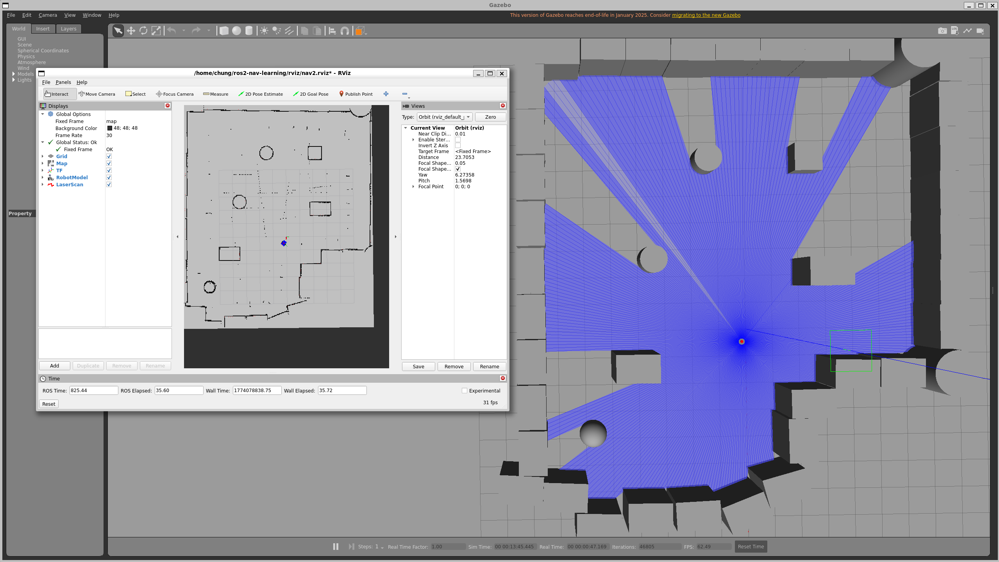 Gazebo
File Edit Camera View Window Help
This version of Gazebo reaches end-of-life in January 2025. Consider migrating to the new Gazebo
World Insert Layers
GUI
Scene
Spherical Coordinates
Physics
Atmosphere
Wind
Models
Lights
Property
LOG
/home/chung/ros2-nav-learning/rviz/nav2.rviz* - RViz
File Panels Help
Interact Move Camera Select Focus Camera Measure 2D Pose Estimate 2D Goal Pose Publish Point
Displays
Global Options
Fixed Frame map
Background Color 48; 48; 48
Frame Rate 30
Global Status: Ok
Fixed Frame OK
Grid
Map
TF
RobotModel
LaserScan
Add Duplicate Remove Rename
Views
Type: Orbit (rviz_default_ Zero
Current View Orbit (rviz)
Near Clip Di... 0.01
Enable Ster...
Invert Z Axis
Target Frame <Fixed Frame>
Distance 23.7053
Focal Shape... 0.05
Focal Shape...
Yaw 6.27358
Pitch 1.5698
Focal Point 0; 0; 0
Save Remove Rename
Time
ROS Time: 825.44 ROS Elapsed: 35.60 Wall Time: 1774078838.75 Wall Elapsed: 35.72 Experimental
Reset 31 fps
Steps: 1 Real Time Factor: 1.00 Sim Time: 00 00:13:45.445 Real Time: 00 00:00:47.169 Iterations: 46805 FPS: 62.49 Reset Time